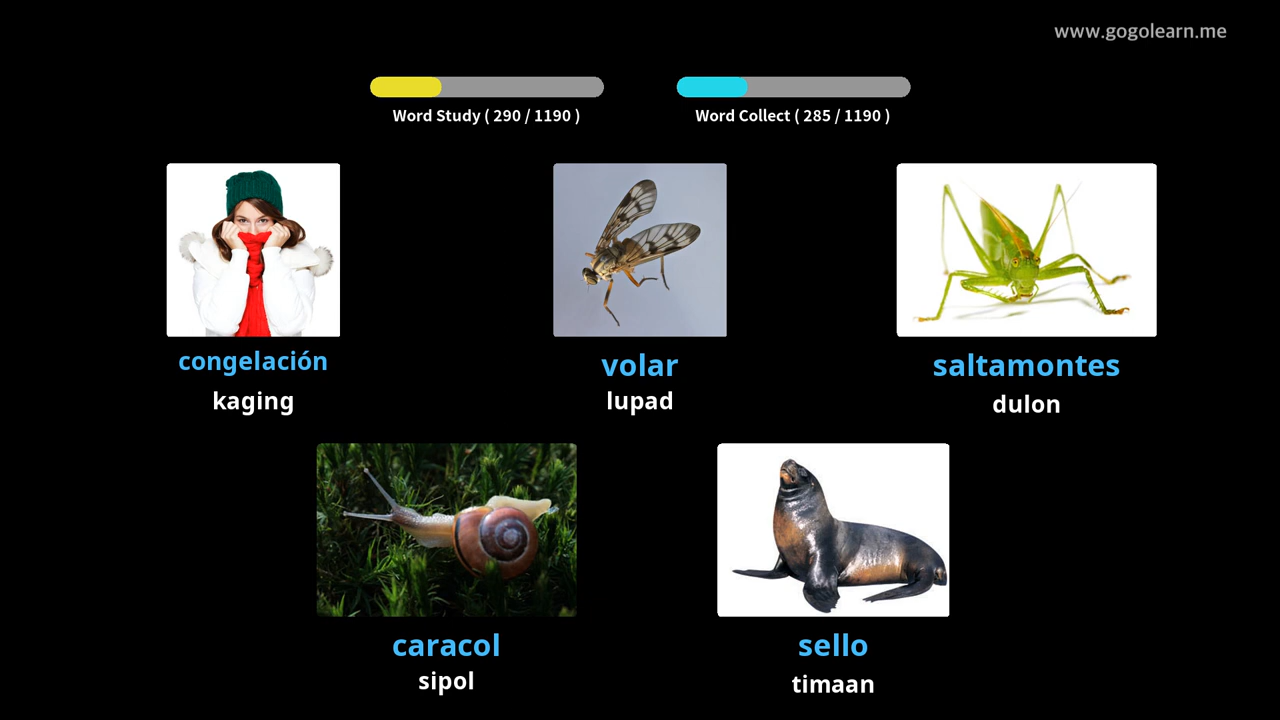 www.gogolearn.me
Word Study ( 290 / 1190 )
Word Collect ( 285 / 1190 )
congelación
kaging
volar
lupad
saltamontes
dulon
caracol
sipol
sello
timaan